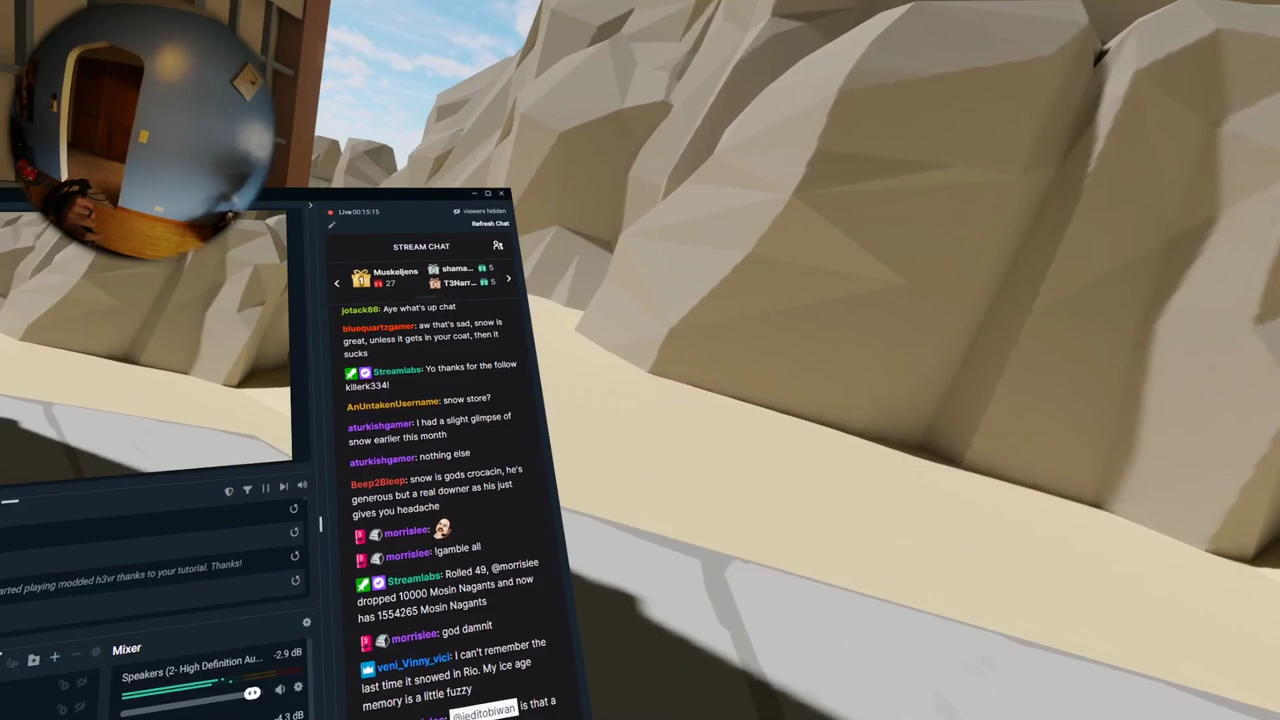 Live 00:15:15
viewers hidden
Refresh Chat
STREAM CHAT
Muskeljens
27
shama... 5
T3Narr... 5
jotack86: Aye what's up chat
bluequartzgamer: aw that's sad, snow is
great, unless it gets in your coat, then it
sucks
Streamlabs: Yo thanks for the follow
killerk334!
AnUntakenUsername: snow store?
aturkishgamer: I had a slight glimpse of
snow earlier this month
aturkishgamer: nothing else
Beep2Bleep: snow is gods crocacin, he's
generous but a real downer as his just
gives you headache
morrislee:
morrislee: !gamble all
Streamlabs: Rolled 49, @morrislee
dropped 10000 Mosin Nagants and now
has 1554265 Mosin Nagants
morrislee: god damnit
veni_Vinny_vici: I can't remember the
last time it snowed in Rio. My ice age
memory is a little fuzzy
@jeditobiwan is that a
arted playing modded h3vr thanks to your tutorial. Thanks!
Mixer
Speakers (2- High Definition Au... -2.9 dB
-4.3 dB